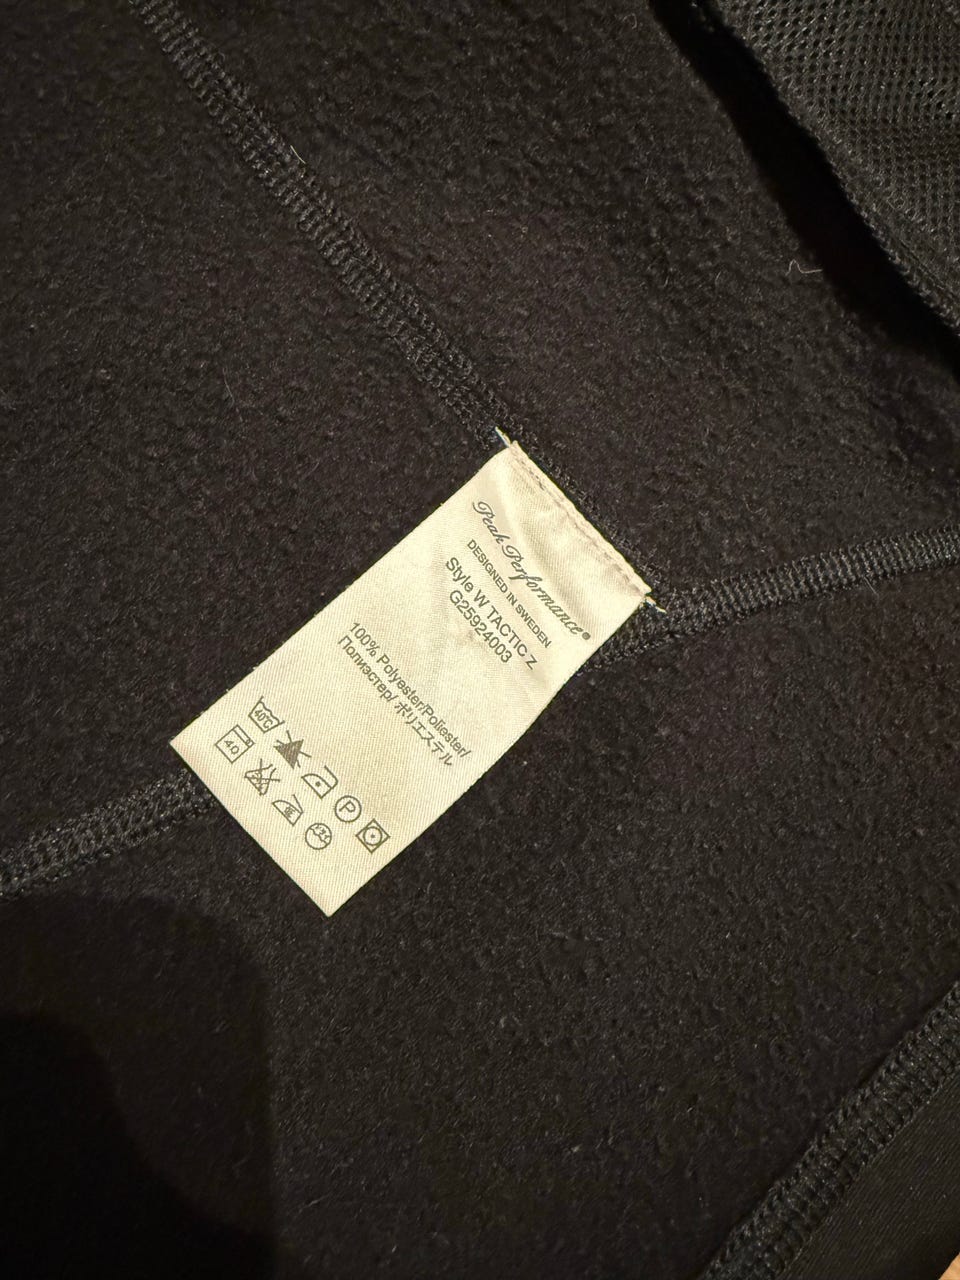 Peak Performance®
DESIGNED IN SWEDEN
Style W TACTIC Z
G25924003
100% Polyester/Poliester/
Полиэстер/ ポリエステル
40°C P
40